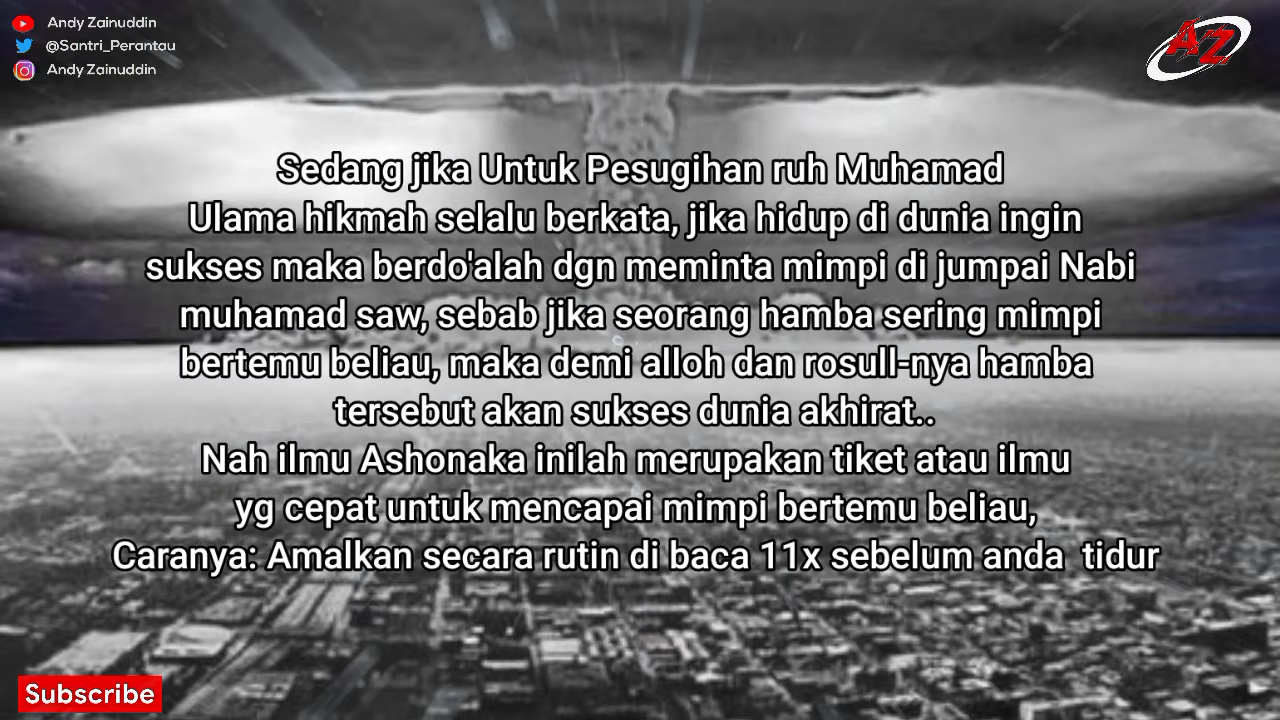 Andy Zainuddin
@Santri_Perantau
Andy Zainuddin
AZ
Sedang jika Untuk Pesugihan ruh Muhamad
Ulama hikmah selalu berkata, jika hidup di dunia ingin
sukses maka berdo'alah dgn meminta mimpi di jumpai Nabi
muhamad saw, sebab jika seorang hamba sering mimpi
bertemu beliau, maka demi alloh dan rosull-nya hamba
tersebut akan sukses dunia akhirat..
Nah ilmu Ashonaka inilah merupakan tiket atau ilmu
yg cepat untuk mencapai mimpi bertemu beliau,
Caranya: Amalkan secara rutin di baca 11x sebelum anda  tidur
Subscribe